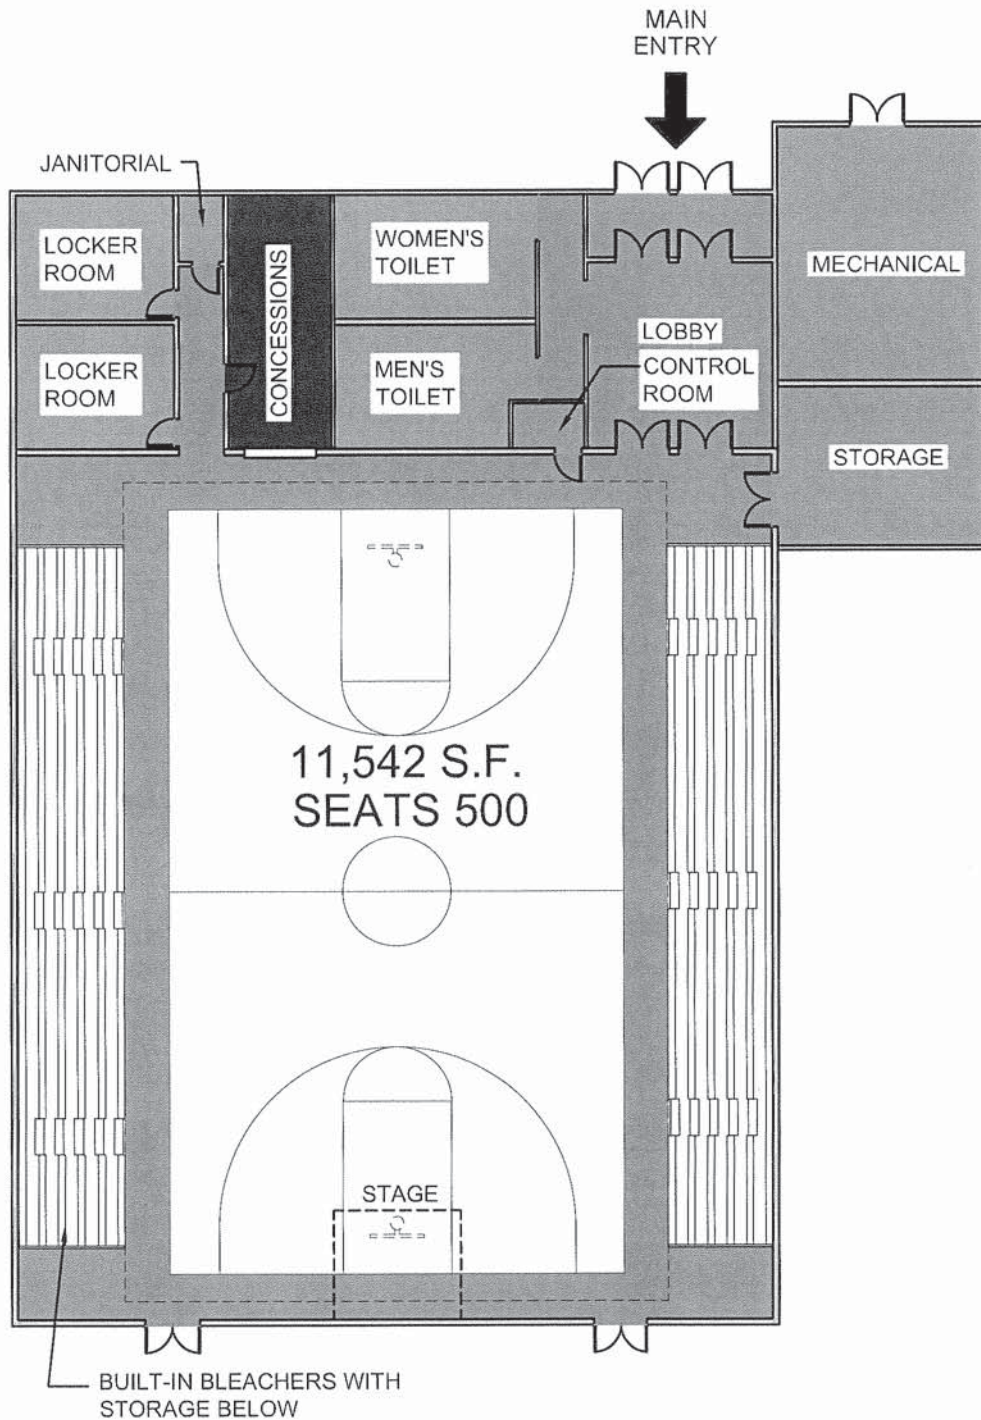 MAIN
ENTRY
JANITORIAL
LOCKER
ROOM
CONCESSIONS
WOMEN'S
TOILET
MECHANICAL
LOBBY
LOCKER
ROOM
MEN'S
TOILET
CONTROL
ROOM
STORAGE
11,542 S.F.
SEATS 500
STAGE
BUILT-IN BLEACHERS WITH
STORAGE BELOW